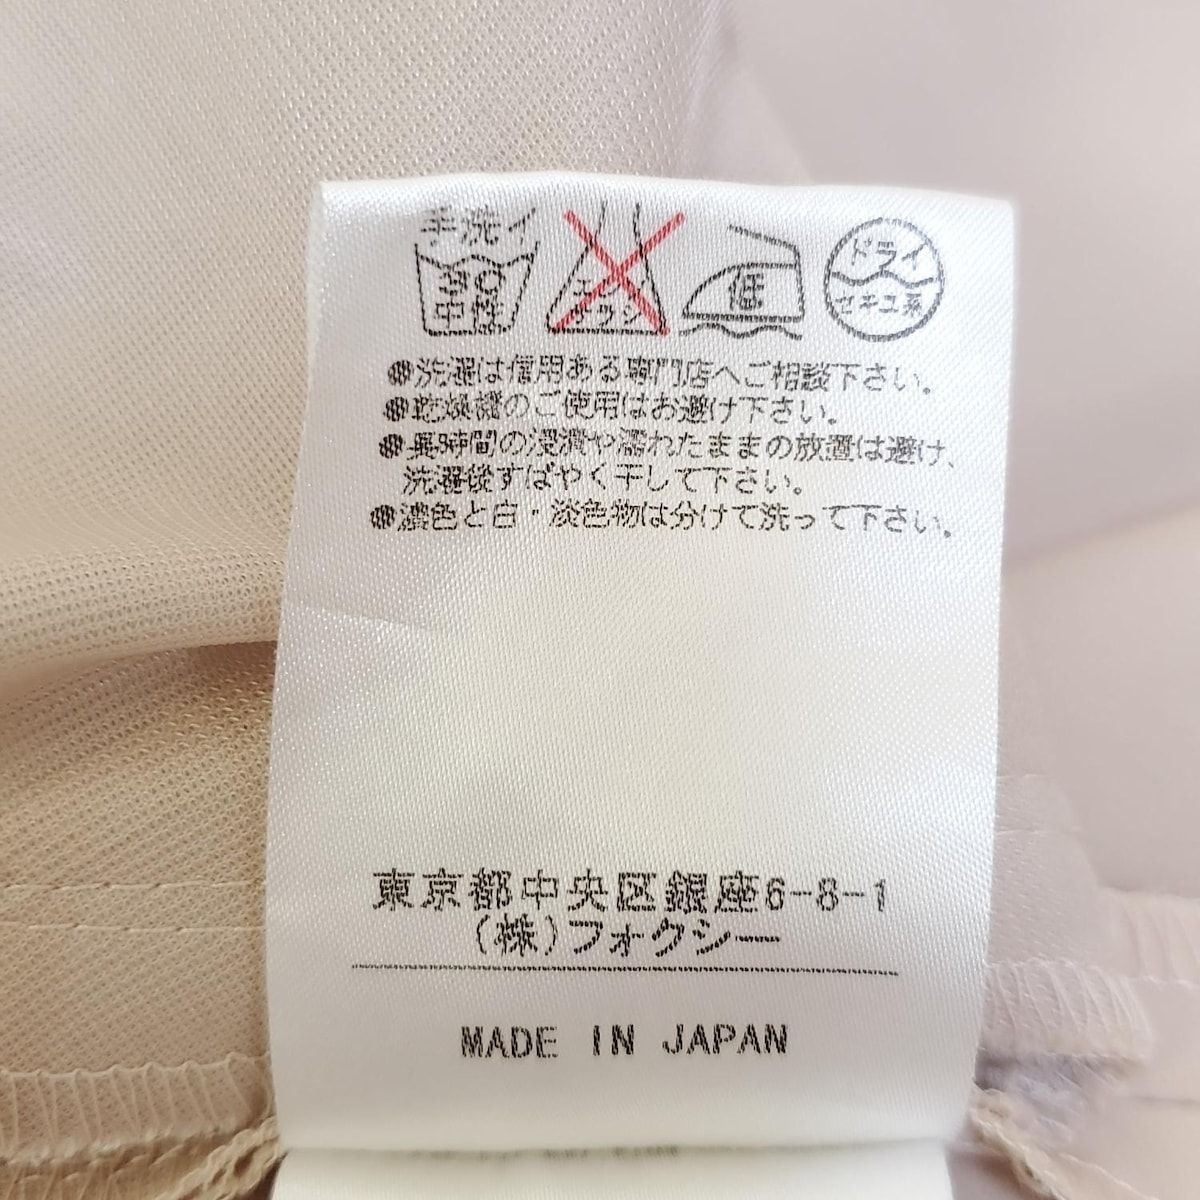 手洗イ ドライ
30 低
中性 エンソ サラシ セキユ系
●洗濯は信用ある専門店へご相談下さい。
●乾燥機のご使用はお避け下さい。
●長時間の浸漬や濡れたままの放置は避け、
洗濯後すばやく干して下さい。
●濃色と白・淡色物は分けて洗って下さい。
東京都中央区銀座6-8-1
(株)フォクシー
MADE IN JAPAN